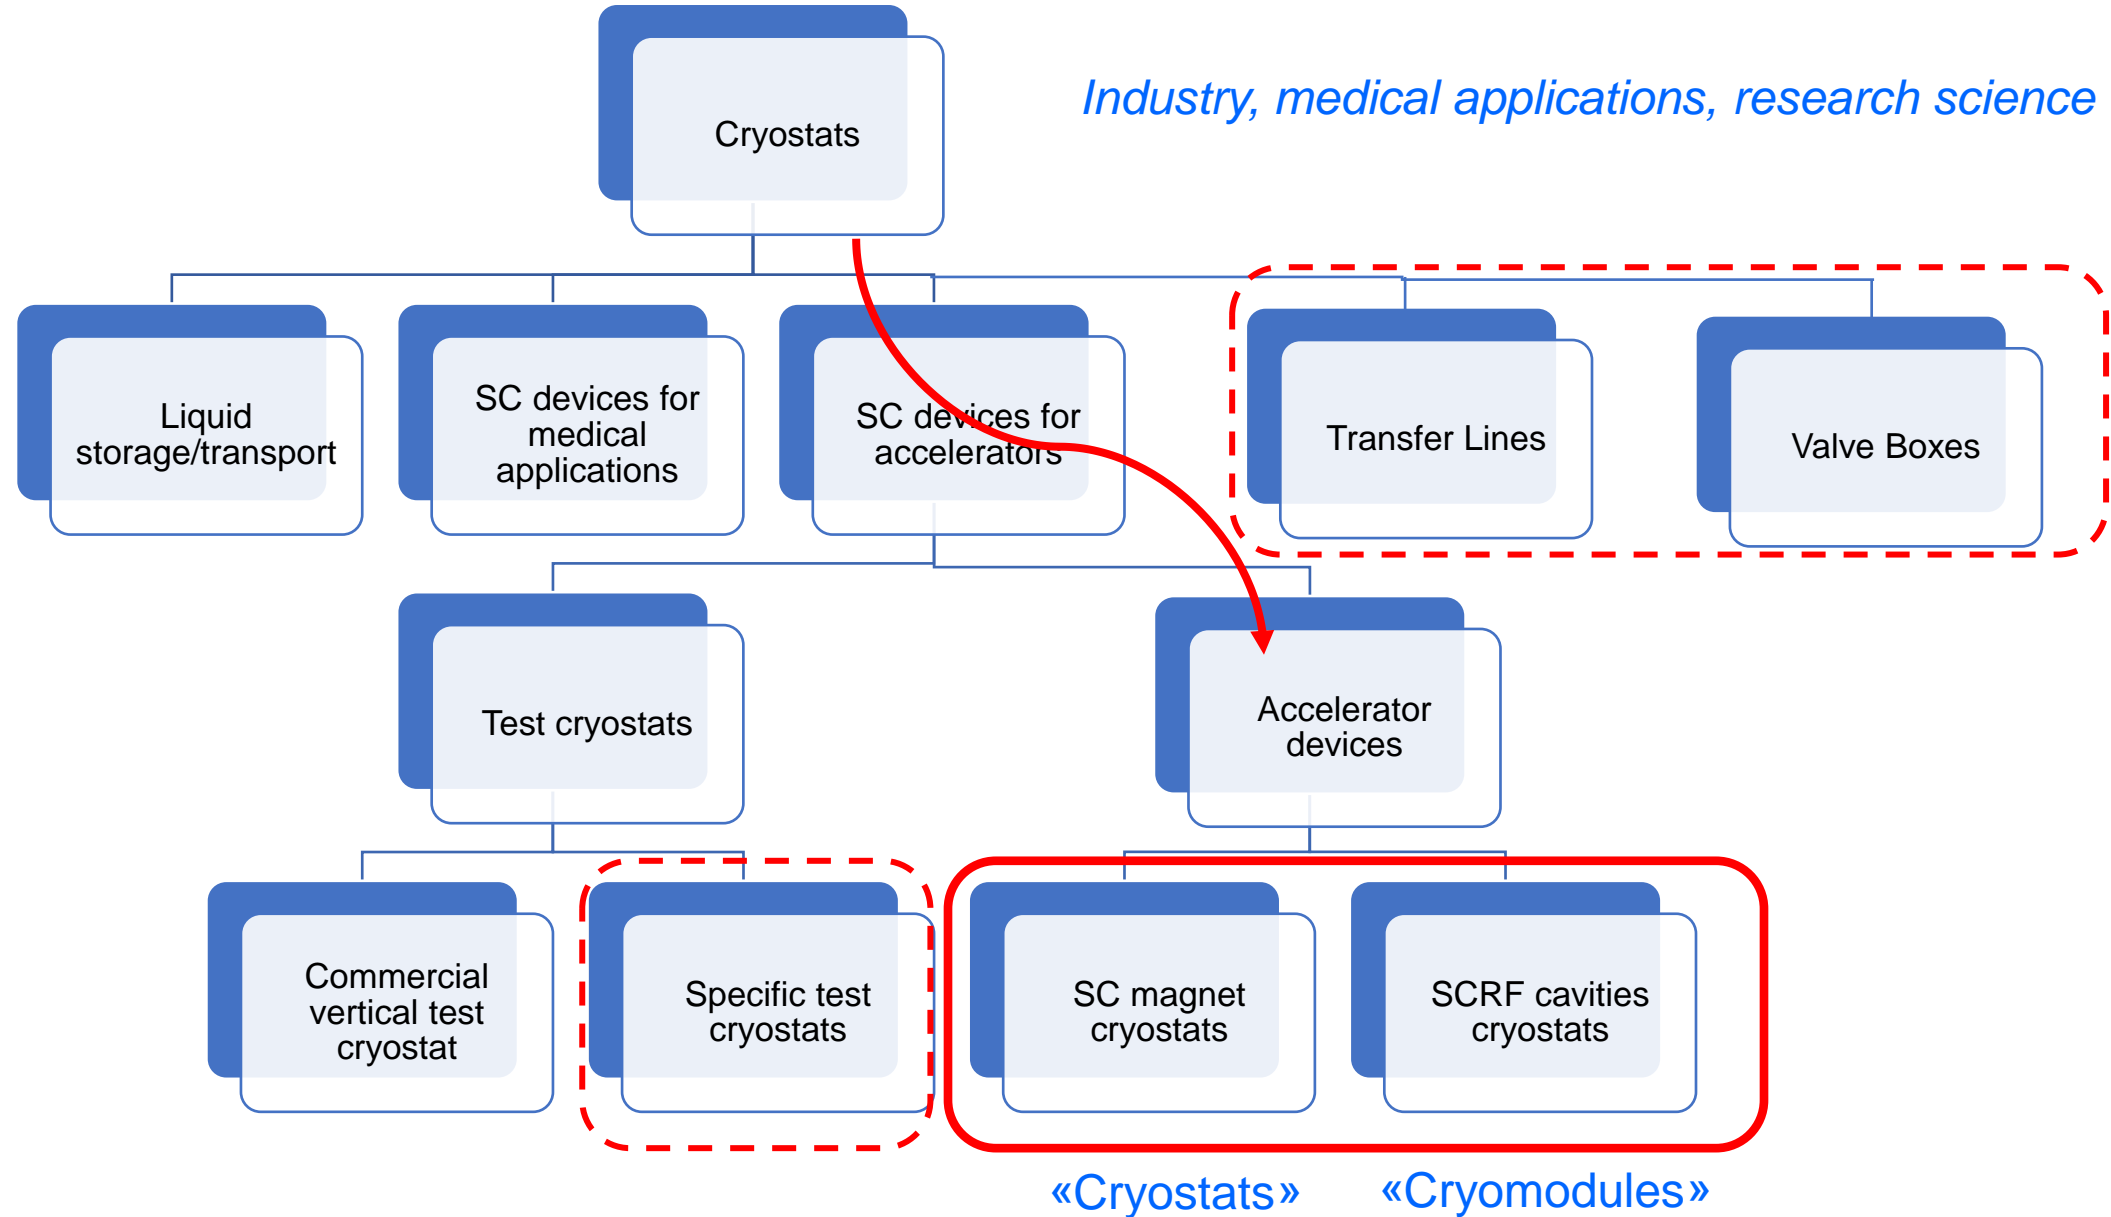 Cryostats
Industry, medical applications, research science
Liquid
storage/transport
SC devices for
medical
applications
SC devices for
accelerators
Transfer Lines
Valve Boxes
Test cryostats
Accelerator
devices
Commercial
vertical test
cryostat
Specific test
cryostats
SC magnet
cryostats
SCRF cavities
cryostats
«Cryostats»
«Cryomodules»